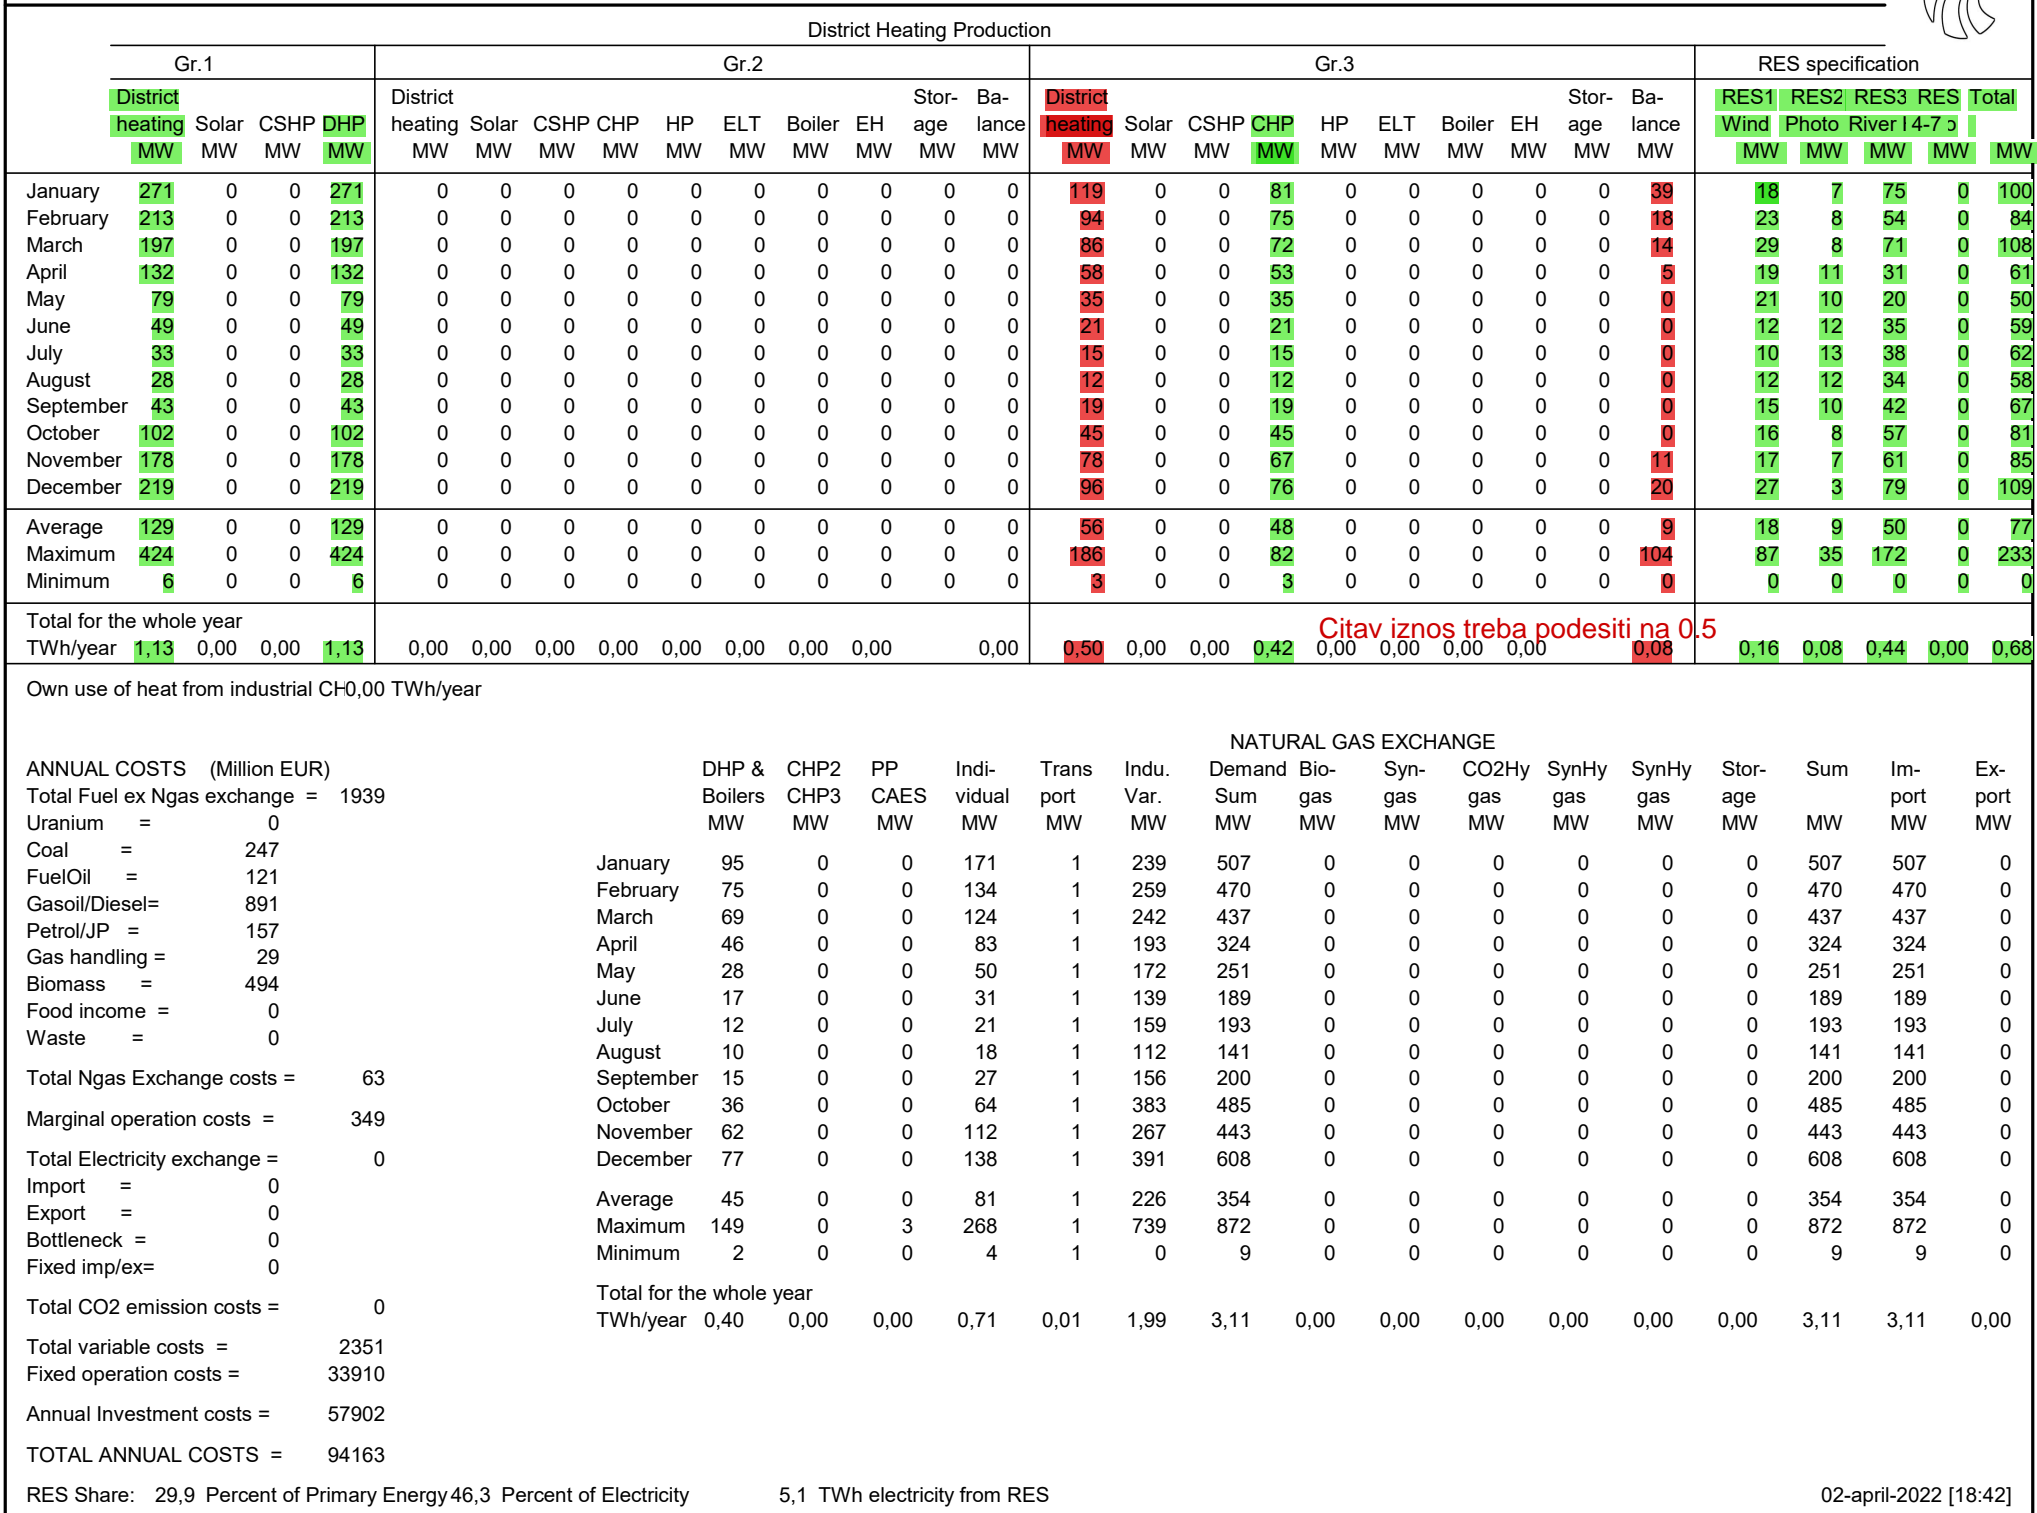 District Heating Production
Gr.1 Gr.2 Gr.3 RES specification
District District Stor- Ba- District Stor- Ba- RES1 RES2 RES3 RES Total
heating Solar CSHP DHP heating Solar CSHP CHP HP ELT Boiler EH age lance heating Solar CSHP CHP HP ELT Boiler EH age lance Wind Photo River 4-7
MW MW MW MW MW MW MW MW MW MW MW MW MW MW MW MW MW MW MW MW MW MW MW MW MW MW MW MW MW
January 271 0 0 271 0 0 0 0 0 0 0 0 0 0 119 0 0 81 0 0 0 0 0 39 18 7 75 0 100
February 213 0 0 213 0 0 0 0 0 0 0 0 0 0 94 0 0 75 0 0 0 0 0 18 23 8 54 0 84
March 197 0 0 197 0 0 0 0 0 0 0 0 0 0 86 0 0 72 0 0 0 0 0 14 29 8 71 0 108
April 132 0 0 132 0 0 0 0 0 0 0 0 0 0 58 0 0 53 0 0 0 0 0 5 19 11 31 0 61
May 79 0 0 79 0 0 0 0 0 0 0 0 0 0 35 0 0 35 0 0 0 0 0 0 21 10 20 0 50
June 49 0 0 49 0 0 0 0 0 0 0 0 0 0 21 0 0 21 0 0 0 0 0 0 12 12 35 0 59
July 33 0 0 33 0 0 0 0 0 0 0 0 0 0 15 0 0 15 0 0 0 0 0 0 10 13 38 0 62
August 28 0 0 28 0 0 0 0 0 0 0 0 0 0 12 0 0 12 0 0 0 0 0 0 12 12 34 0 58
September 43 0 0 43 0 0 0 0 0 0 0 0 0 0 19 0 0 19 0 0 0 0 0 0 15 10 42 0 67
October 102 0 0 102 0 0 0 0 0 0 0 0 0 0 45 0 0 45 0 0 0 0 0 0 16 8 57 0 81
November 178 0 0 178 0 0 0 0 0 0 0 0 0 0 78 0 0 67 0 0 0 0 0 11 17 7 61 0 85
December 219 0 0 219 0 0 0 0 0 0 0 0 0 0 96 0 0 76 0 0 0 0 0 20 27 3 79 0 109
Average 129 0 0 129 0 0 0 0 0 0 0 0 0 0 56 0 0 48 0 0 0 0 0 9 18 9 50 0 77
Maximum 424 0 0 424 0 0 0 0 0 0 0 0 0 0 186 0 0 82 0 0 0 0 0 104 87 35 172 0 233
Minimum 6 0 0 6 0 0 0 0 0 0 0 0 0 0 3 0 0 3 0 0 0 0 0 0 0 0 0 0 0
Total for the whole year
Citav iznos treba podesiti na 0.5
TWh/year 1,13 0,00 0,00 1,13 0,00 0,00 0,00 0,00 0,00 0,00 0,00 0,00 0,00 0,50 0,00 0,00 0,42 0,00 0,00 0,00 0,00 0,08 0,16 0,08 0,44 0,00 0,68
Own use of heat from industrial CH0,00 TWh/year
NATURAL GAS EXCHANGE
ANNUAL COSTS (Million EUR)
Total Fuel ex Ngas exchange = 1939
Uranium = 0
Coal = 247
FuelOil = 121
Gasoil/Diesel= 891
Petrol/JP = 157
Gas handling = 29
Biomass = 494
Food income = 0
Waste = 0
Total Ngas Exchange costs = 63
Marginal operation costs = 349
Total Electricity exchange = 0
Import = 0
Export = 0
Bottleneck = 0
Fixed imp/ex= 0
Total CO2 emission costs = 0
Total variable costs = 2351
Fixed operation costs = 33910
Annual Investment costs = 57902
TOTAL ANNUAL COSTS = 94163
DHP & CHP2 PP Indi- Trans Indu. Demand Bio- Syn- CO2Hy SynHy SynHy Stor- Sum Im- Ex-
Boilers CHP3 CAES vidual port Var. Sum gas gas gas gas gas age port port
MW MW MW MW MW MW MW MW MW MW MW MW MW MW MW MW
January 95 0 0 171 1 239 507 0 0 0 0 0 0 507 507 0
February 75 0 0 134 1 259 470 0 0 0 0 0 0 470 470 0
March 69 0 0 124 1 242 437 0 0 0 0 0 0 437 437 0
April 46 0 0 83 1 193 324 0 0 0 0 0 0 324 324 0
May 28 0 0 50 1 172 251 0 0 0 0 0 0 251 251 0
June 17 0 0 31 1 139 189 0 0 0 0 0 0 189 189 0
July 12 0 0 21 1 159 193 0 0 0 0 0 0 193 193 0
August 10 0 0 18 1 112 141 0 0 0 0 0 0 141 141 0
September 15 0 0 27 1 156 200 0 0 0 0 0 0 200 200 0
October 36 0 0 64 1 383 485 0 0 0 0 0 0 485 485 0
November 62 0 0 112 1 267 443 0 0 0 0 0 0 443 443 0
December 77 0 0 138 1 391 608 0 0 0 0 0 0 608 608 0
Average 45 0 0 81 1 226 354 0 0 0 0 0 0 354 354 0
Maximum 149 0 3 268 1 739 872 0 0 0 0 0 0 872 872 0
Minimum 2 0 0 4 1 0 9 0 0 0 0 0 0 9 9 0
Total for the whole year
TWh/year 0,40 0,00 0,00 0,71 0,01 1,99 3,11 0,00 0,00 0,00 0,00 0,00 0,00 3,11 3,11 0,00
RES Share: 29,9 Percent of Primary Energy 46,3 Percent of Electricity 5,1 TWh electricity from RES 02-april-2022 [18:42]